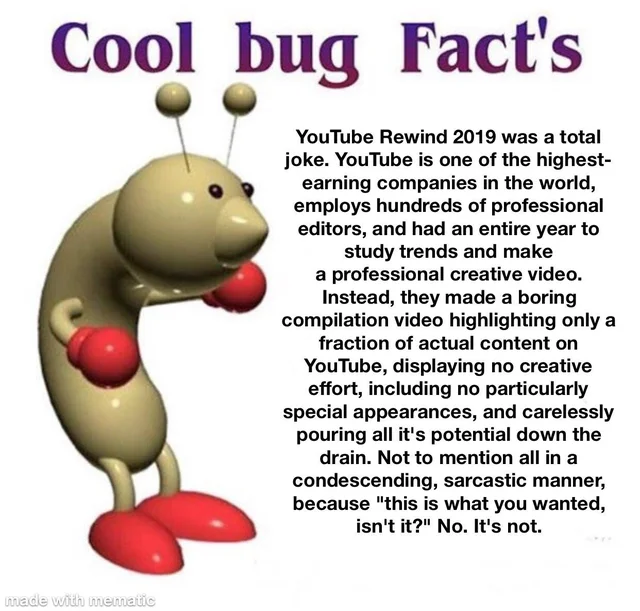 Cool bug Fact's
YouTube Rewind 2019 was a total
joke. YouTube is one of the highest-
earning companies in the world,
employs hundreds of professional
editors, and had an entire year to
study trends and make
a professional creative video.
Instead, they made a boring
compilation video highlighting only a
fraction of actual content on
YouTube, displaying no creative
effort, including no particularly
special appearances, and carelessly
pouring all it's potential down the
drain. Not to mention all in a
condescending, sarcastic manner,
because "this is what you wanted,
isn't it?" No. It's not.
made with mematic